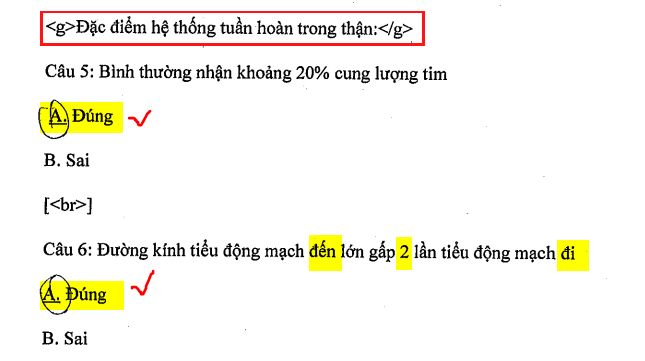 <g>Đặc điểm hệ thống tuần hoàn trong thận:</g>
Câu 5: Bình thường nhận khoảng 20% cung lượng tim
A. Đúng
B. Sai
[<br>]
Câu 6: Đường kính tiểu động mạch đến lớn gấp 2 lần tiểu động mạch đi
A. Đúng
B. Sai